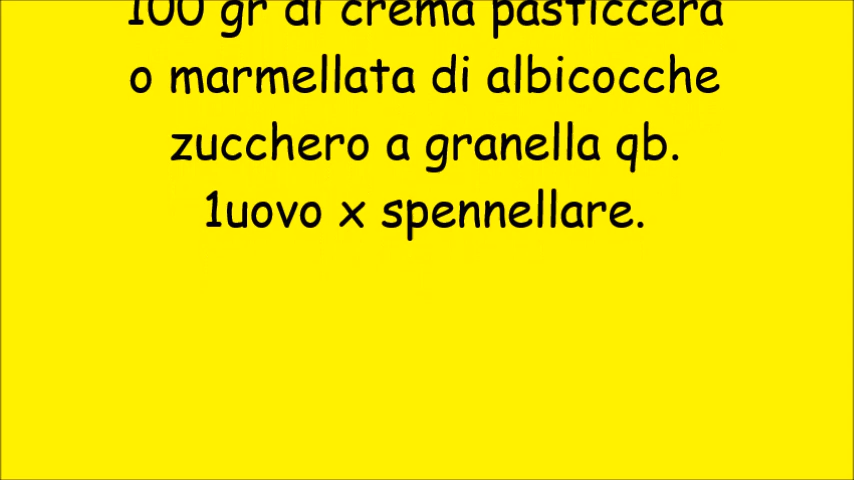 100 gr di crema pasticcera
o marmellata di albicocche
zucchero a granella qb.
1uovo x spennellare.